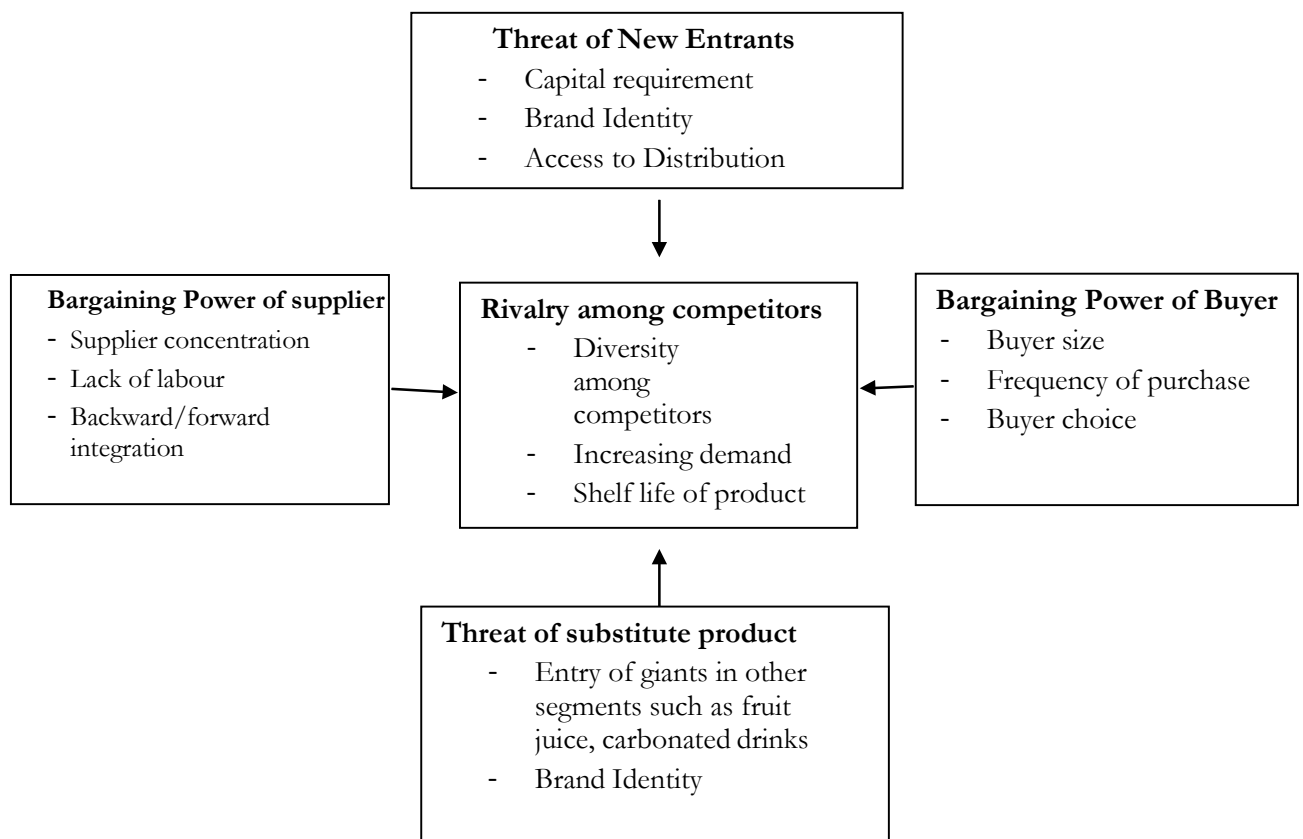 Threat of New Entrants
- Capital requirement
- Brand Identity
- Access to Distribution
Bargaining Power of supplier
- Supplier concentration
- Lack of labour
- Backward/forward
integration
Rivalry among competitors
- Diversity
among
competitors
- Increasing demand
- Shelf life of product
Bargaining Power of Buyer
- Buyer size
- Frequency of purchase
- Buyer choice
Threat of substitute product
- Entry of giants in other
segments such as fruit
juice, carbonated drinks
- Brand Identity